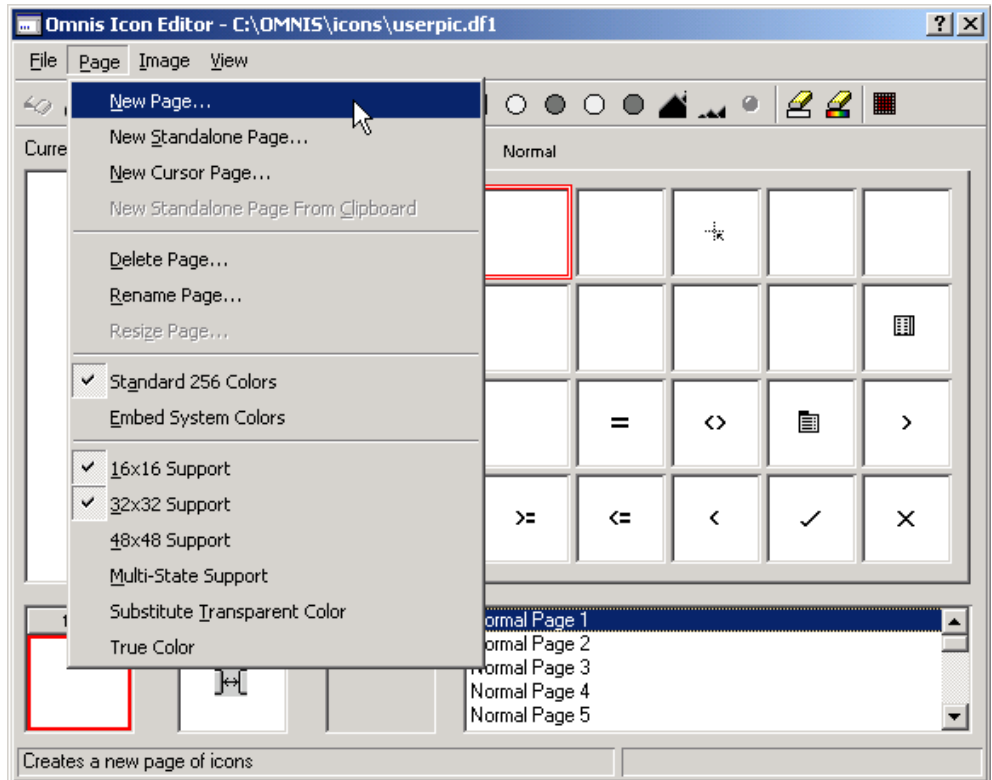 Omnis Icon Editor - C:\OMNIS\icons\userpic.df1
File Page Image View
New Page...
New Standalone Page...
New Cursor Page...
New Standalone Page From Clipboard
Delete Page...
Rename Page...
Resize Page...
Standard 256 Colors
Embed System Colors
16x16 Support
32x32 Support
48x48 Support
Multi-State Support
Substitute Transparent Color
True Color
Curre
Normal
= <> >
>= <= <
1
ormal Page 1
ormal Page 2
Normal Page 3
Normal Page 4
Normal Page 5
Creates a new page of icons